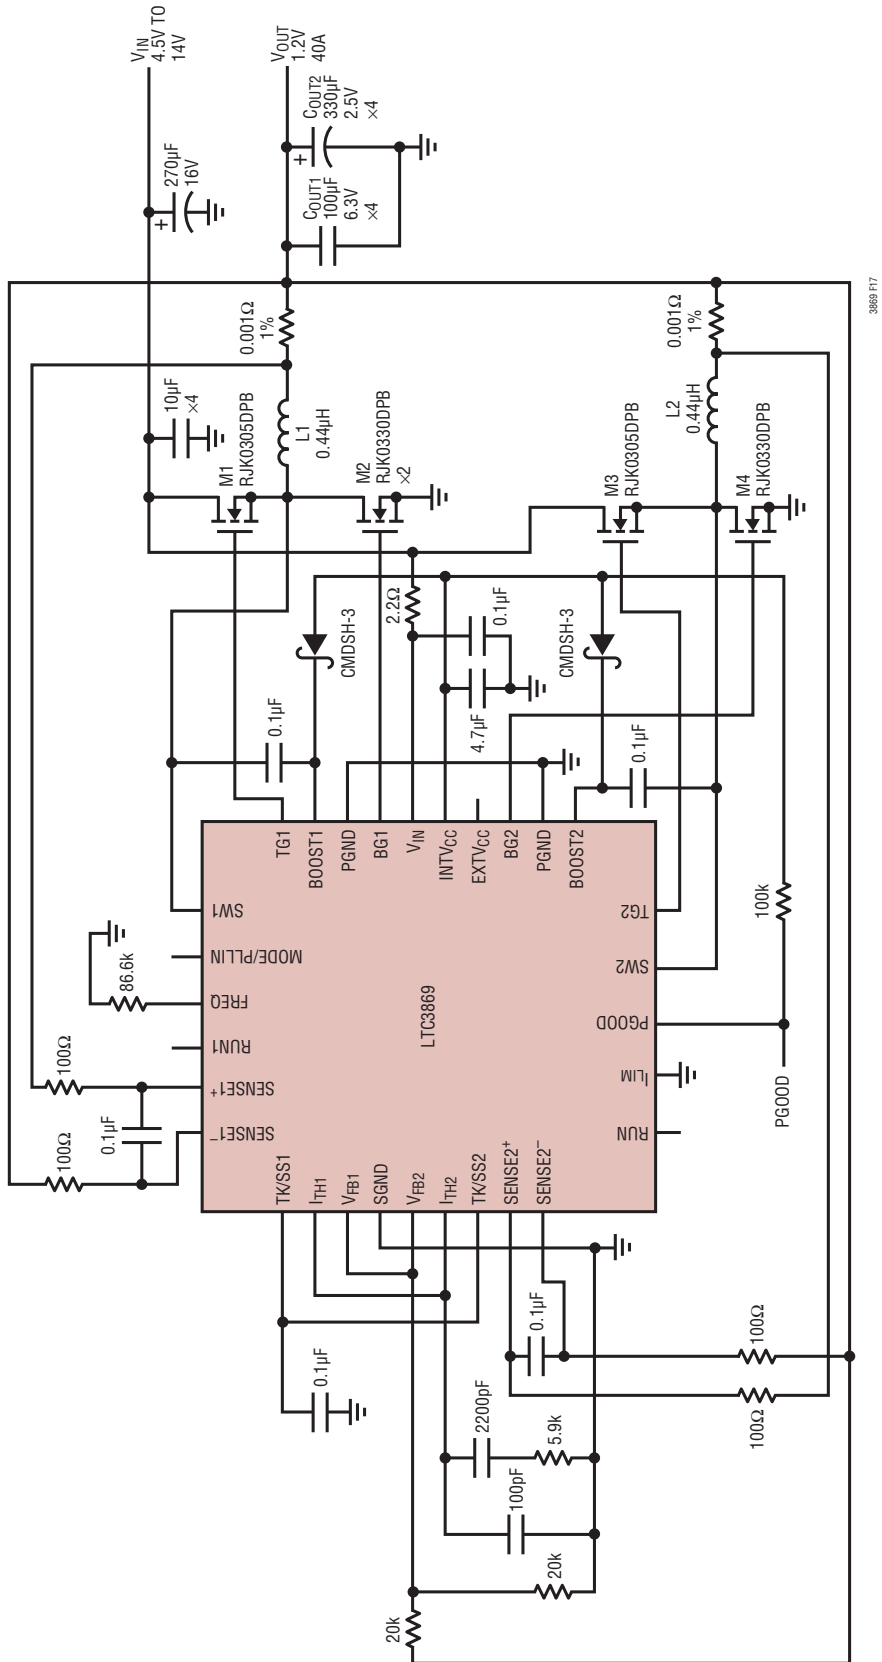 VIN
4.5V TO
14V
VOUT
1.2V
40A
270µF
16V
+
COUT2
330µF
2.5V
×4
+
COUT1
100µF
6.3V
×4
0.001Ω
1%
10µF
×4
M1
RJK0305DPB
L1
0.44µH
M2
RJK0330DPB
×2
0.001Ω
1%
L2
0.44µH
M3
RJK0305DPB
M4
RJK0330DPB
2.2Ω
0.1µF
4.7µF
CMDSH-3
CMDSH-3
0.1µF
0.1µF
TG1
BOOST1
PGND
BG1
VIN
INTVCC
EXTVCC
BG2
PGND
BOOST2
SW1
MODE/PLLIN
FREQ
RUN1
SENSE1+
SENSE1–
86.6k
100Ω
0.1µF
100Ω
LTC3869
TG2
SW2
PGOOD
ILIM
RUN
100k
PGOOD
TK/SS1
ITH1
VFB1
SGND
VFB2
ITH2
TK/SS2
SENSE2+
SENSE2–
0.1µF
0.1µF
2200pF
5.9k
100pF
20k
20k
100Ω
100Ω
3869 F17